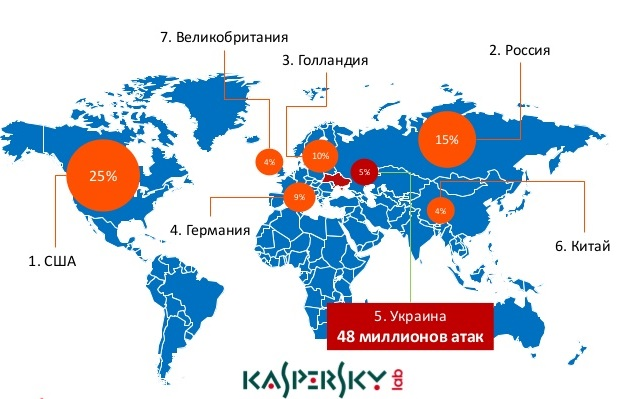 7. Великобритания
3. Голландия
2. Россия
25%
4%
10%
5%
15%
9%
4%
4. Германия
1. США
6. Китай
5. Украина
48 миллионов атак
KASPERSKY lab